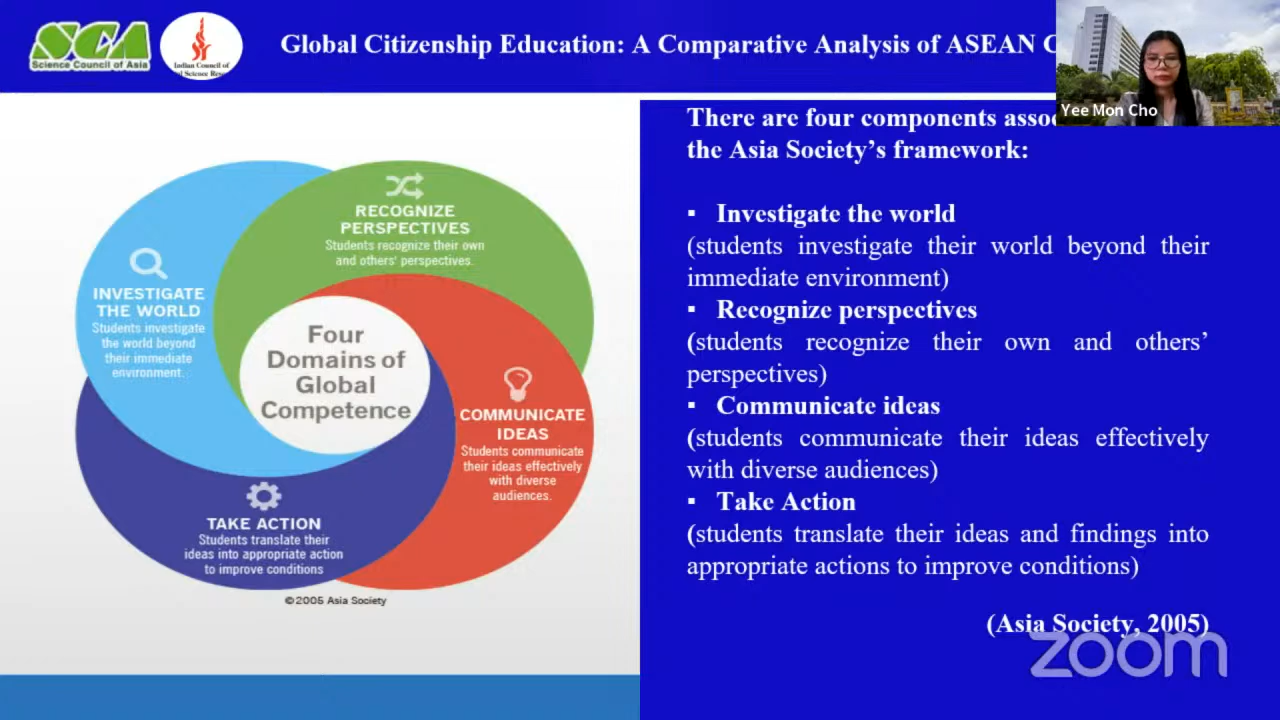 SCA
Science Council of Asia
Indian Council of
Global Citizenship Education: A Comparative Analysis of ASEAN
Yee Mon Cho
RECOGNIZE
PERSPECTIVES
Students recognize their own
and others' perspectives.
INVESTIGATE
THE WORLD
Students investigate
the world beyond
their immediate
environment.
Four
Domains of
Global
Competence
COMMUNICATE
IDEAS
Students communicate
their ideas effectively
with diverse
audiences.
TAKE ACTION
Students translate their
ideas into appropriate action
to improve conditions
©2005 Asia Society
There are four components
the Asia Society's framework:
▪ Investigate the world
(students investigate their world beyond their
immediate environment)
▪ Recognize perspectives
(students recognize their own and others'
perspectives)
▪ Communicate ideas
(students communicate their ideas effectively
with diverse audiences)
▪ Take Action
(students translate their ideas and findings into
appropriate actions to improve conditions)
(Asia Society, 2005)
zoom